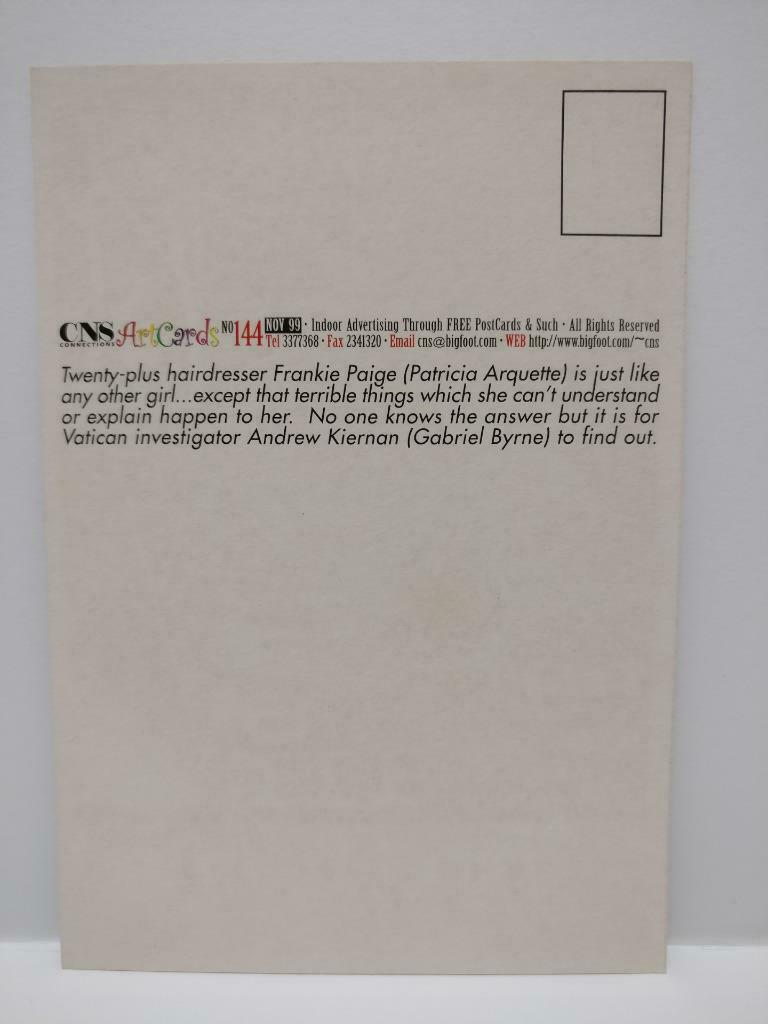 CNS ArtCards NO 144 NOV 99 · Indoor Advertising Through FREE PostCards & Such · All Rights Reserved
CONNECTIONS Tel 3377368 · Fax 2341320 · Email cns@bigfoot.com · WEB http://www.bigfoot.com/~cns
Twenty-plus hairdresser Frankie Paige (Patricia Arquette) is just like
any other girl...except that terrible things which she can't understand
or explain happen to her.  No one knows the answer but it is for
Vatican investigator Andrew Kiernan (Gabriel Byrne) to find out.